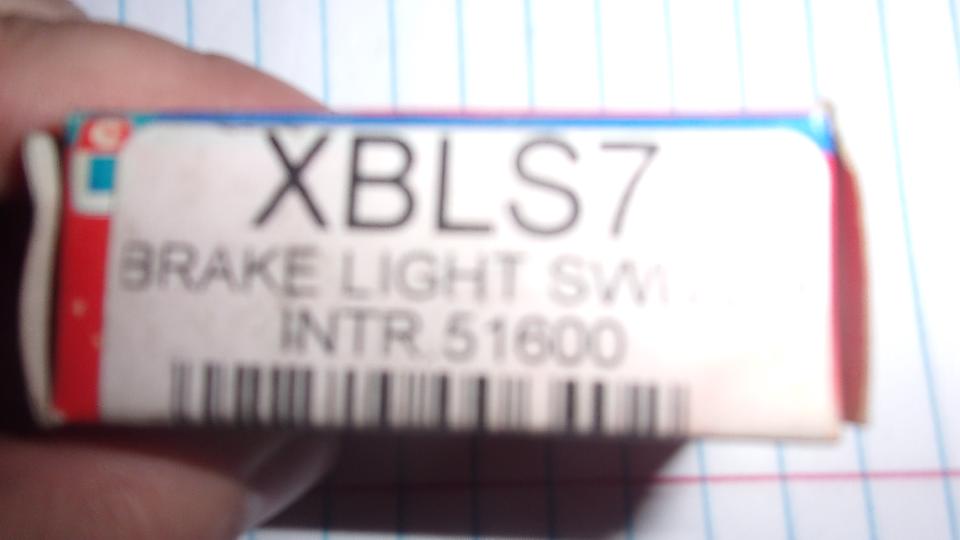 XBLS7
BRAKE LIGHT
INTR.51600